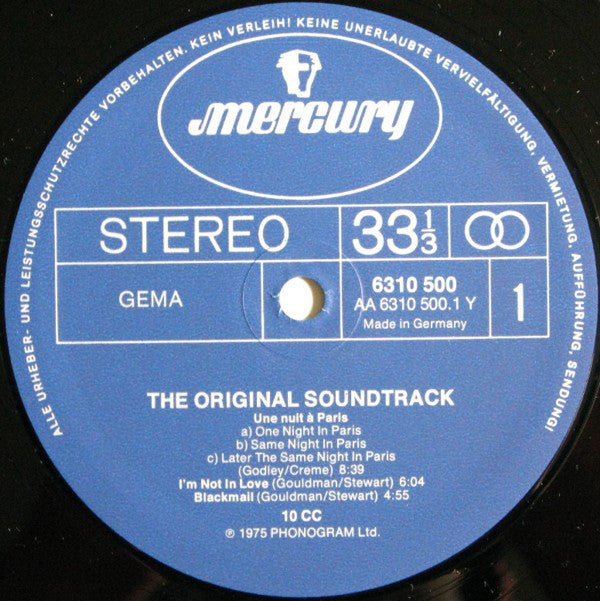 ALLE URHEBER- UND LEISTUNGSSCHUTZRECHTE VORBEHALTEN. KEIN VERLEIH! KEINE UNERLAUBTE VERVIELFÄLTIGUNG, VERMIETUNG, AUFFÜHRUNG, SENDUNG!
mercury
STEREO 33 1/3
GEMA 6310 500 1
AA 6310 500.1 Y
Made in Germany
THE ORIGINAL SOUNDTRACK
Une nuit à Paris
a) One Night In Paris
b) Same Night In Paris
c) Later The Same Night In Paris
(Godley/Creme) 8:39
I'm Not In Love (Gouldman/Stewart) 6:04
Blackmail (Gouldman/Stewart) 4:55
10 CC
℗ 1975 PHONOGRAM Ltd.